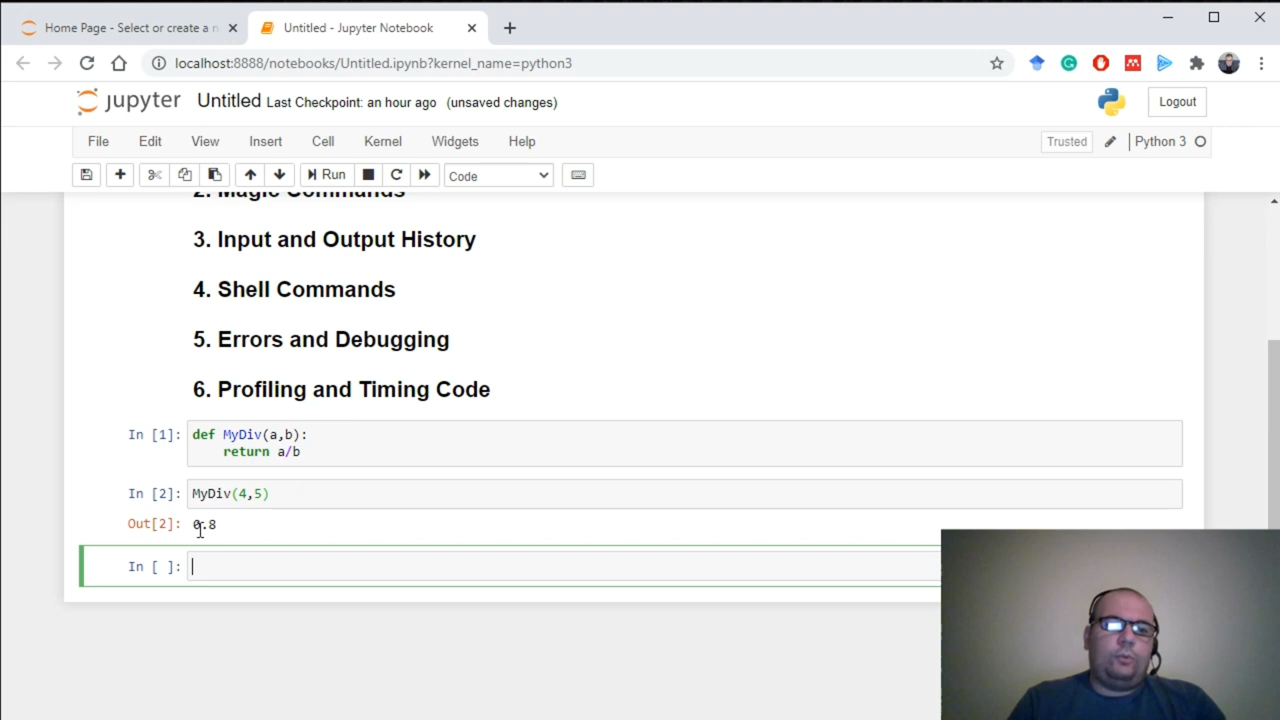 Home Page - Select or create a n
Untitled - Jupyter Notebook
localhost:8888/notebooks/Untitled.ipynb?kernel_name=python3
jupyter Untitled Last Checkpoint: an hour ago (unsaved changes)
Logout
File Edit View Insert Cell Kernel Widgets Help
Trusted
Python 3
Run
Code
2. Magic Commands
3. Input and Output History
4. Shell Commands
5. Errors and Debugging
6. Profiling and Timing Code
In [1]: def MyDiv(a,b):
return a/b
In [2]: MyDiv(4,5)
Out[2]: 0.8
In [ ]: